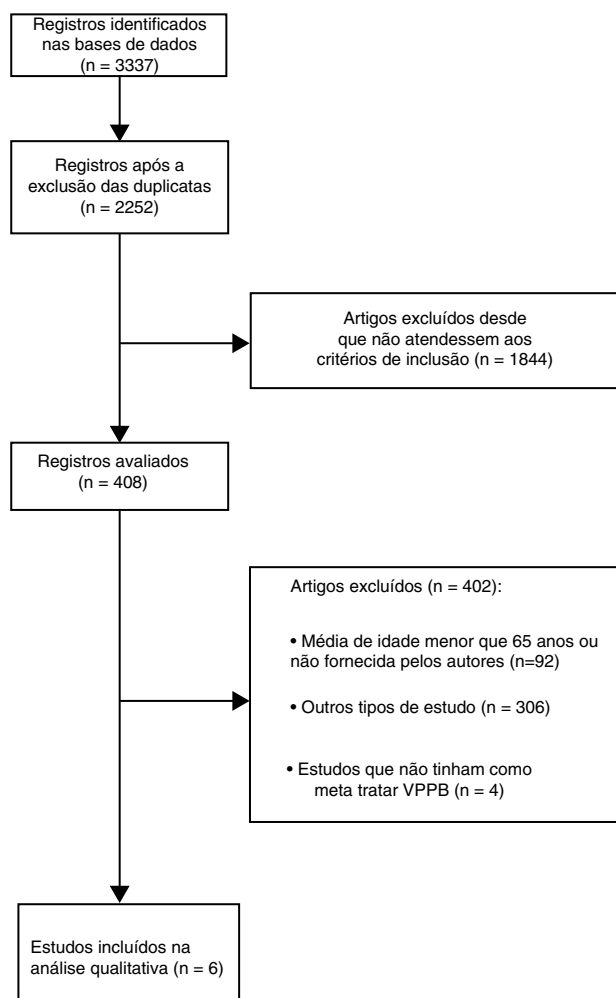 Registros identificados
nas bases de dados
(n = 3337)
Registros após a
exclusão das duplicatas
(n = 2252)
Artigos excluídos desde
que não atendessem aos
critérios de inclusão (n = 1844)
Registros avaliados
(n = 408)
Artigos excluídos (n = 402):
• Média de idade menor que 65 anos ou
não fornecida pelos autores (n=92)
• Outros tipos de estudo (n = 306)
• Estudos que não tinham como
meta tratar VPPB (n = 4)
Estudos incluídos na
análise qualitativa (n = 6)